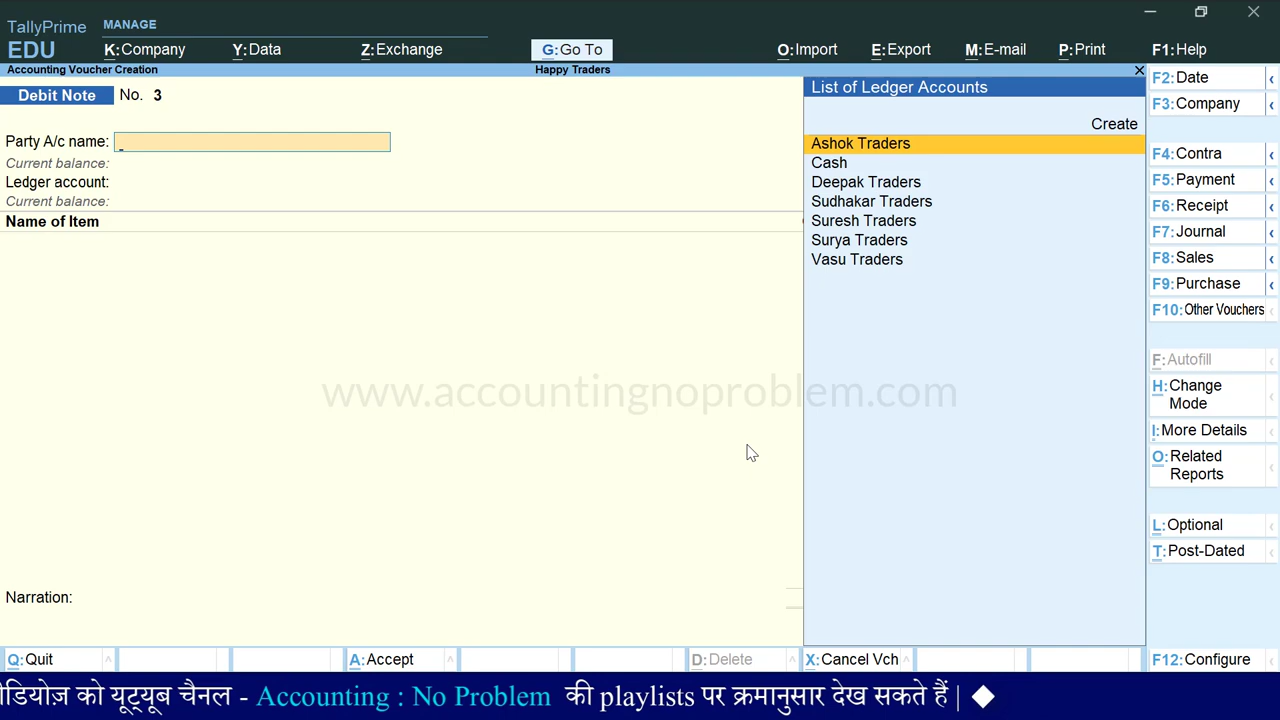 TallyPrime
EDU
MANAGE
K:Company
Y:Data
Z:Exchange
G:Go To
O:Import
E:Export
M:E-mail
P:Print
F1:Help
Accounting Voucher Creation
Happy Traders
Debit Note
No. 3
Party A/c name:
Current balance:
Ledger account:
Current balance:
Name of Item
List of Ledger Accounts
Create
Ashok Traders
Cash
Deepak Traders
Sudhakar Traders
Suresh Traders
Surya Traders
Vasu Traders
F2:Date
F3:Company
F4:Contra
F5:Payment
F6:Receipt
F7:Journal
F8:Sales
F9:Purchase
F10:Other Vouchers
F:Autofill
H:Change
Mode
I:More Details
O:Related
Reports
L:Optional
T:Post-Dated
www.accountingnoproblem.com
Narration:
Q:Quit
A:Accept
D:Delete
X:Cancel Vch
F12:Configure
को यूट्यूब चैनल - Accounting : No Problem की playlists पर क्रमानुसार देख सकते हैं | ◆